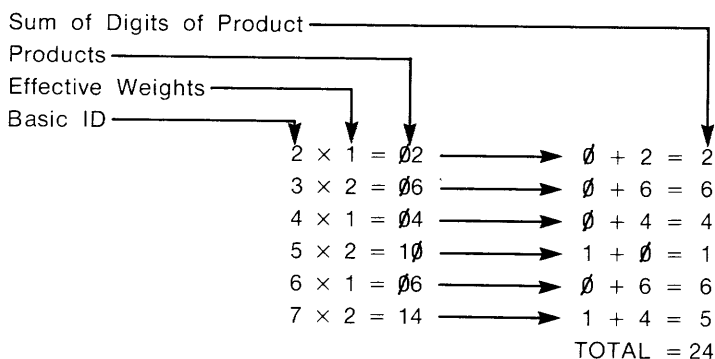 Sum of Digits of Product
Products
Effective Weights
Basic ID
2 × 1 = Ø2 Ø + 2 = 2
3 × 2 = Ø6 Ø + 6 = 6
4 × 1 = Ø4 Ø + 4 = 4
5 × 2 = 1Ø 1 + Ø = 1
6 × 1 = Ø6 Ø + 6 = 6
7 × 2 = 14 1 + 4 = 5
TOTAL = 24